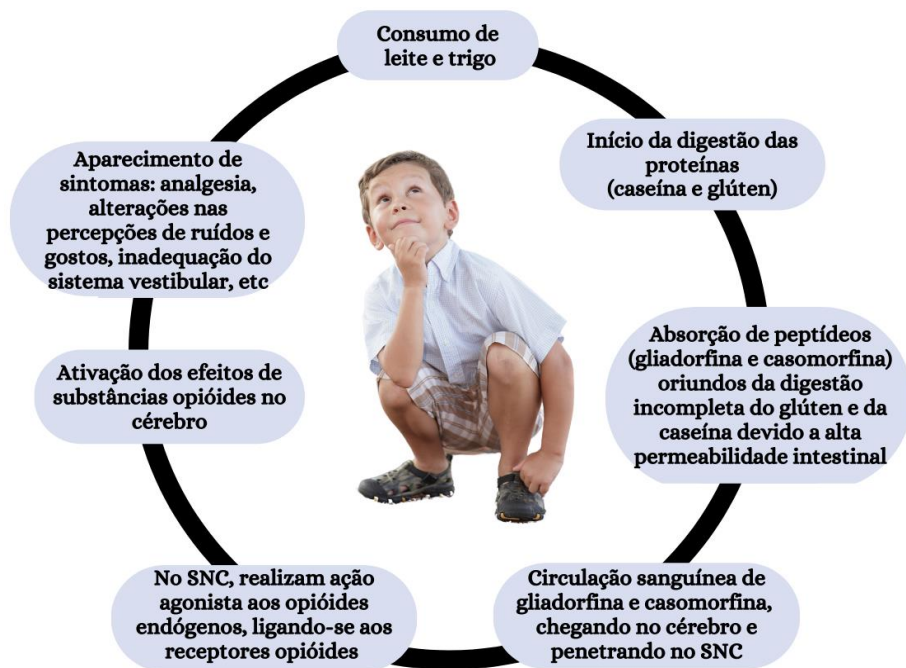 Consumo de
leite e trigo
Início da digestão das
proteínas
(caseína e glúten)
Absorção de peptídeos
(gliadorfina e casomorfina)
oriundos da digestão
incompleta do glúten e da
caseína devido a alta
permeabilidade intestinal
Circulação sanguínea de
gliadorfina e casomorfina,
chegando no cérebro e
penetrando no SNC
No SNC, realizam ação
agonista aos opióides
endógenos, ligando-se aos
receptores opióides
Ativação dos efeitos de
substâncias opióides no
cérebro
Aparecimento de
sintomas: analgesia,
alterações nas
percepções de ruídos e
gostos, inadequação do
sistema vestibular, etc